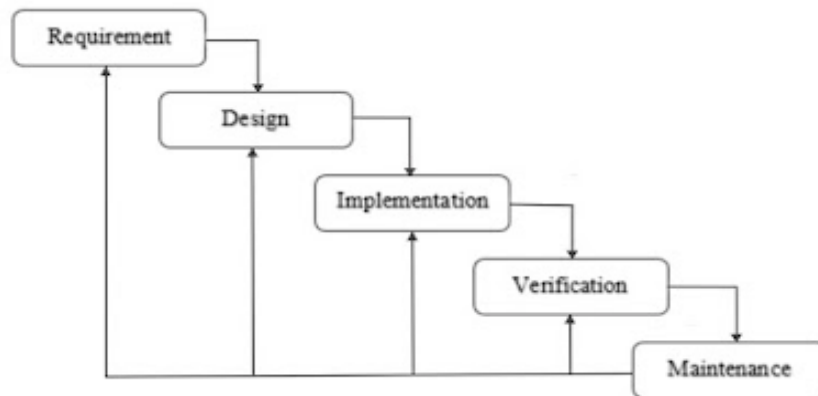 Requirement
Design
Implementation
Verification
Maintenance